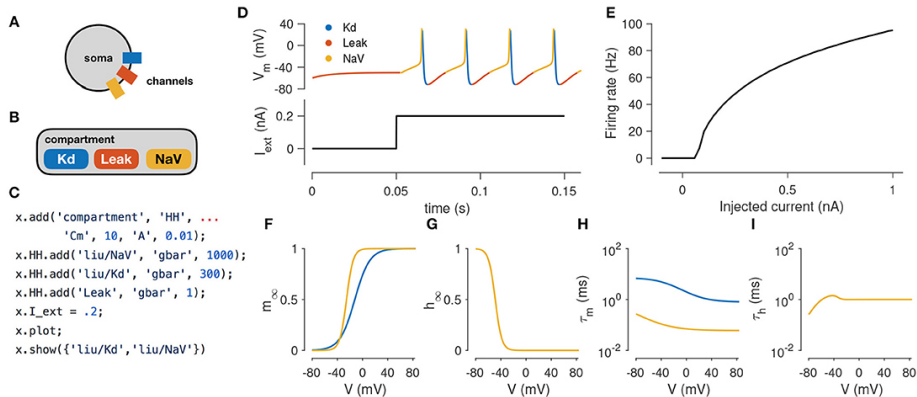 A
soma
channels
B
compartment
Kd Leak NaV
C
x.add('compartment', 'HH', ...
'Cm', 10, 'A', 0.01);
x.HH.add('liu/NaV', 'gbar', 1000);
x.HH.add('liu/Kd', 'gbar', 300);
x.HH.add('Leak', 'gbar', 1);
x.I_ext = .2;
x.plot;
x.show({'liu/Kd','liu/NaV'})
D
Vm (mV)
40
0
-40
-80
Kd
Leak
NaV
Iext (nA)
0.2
0
0 0.05 0.1 0.15
time (s)
E
Firing rate (Hz)
100
80
60
40
20
0
0 0.5 1
Injected current (nA)
F
m∞
1
0.5
0
-80 -40 0 40 80
V (mV)
G
h∞
1
0.5
0
-80 -40 0 40 80
V (mV)
H
τm (ms)
10²
10⁰
10⁻²
-80 -40 0 40 80
V (mV)
I
τh (ms)
10²
10⁰
10⁻²
-80 -40 0 40 80
V (mV)